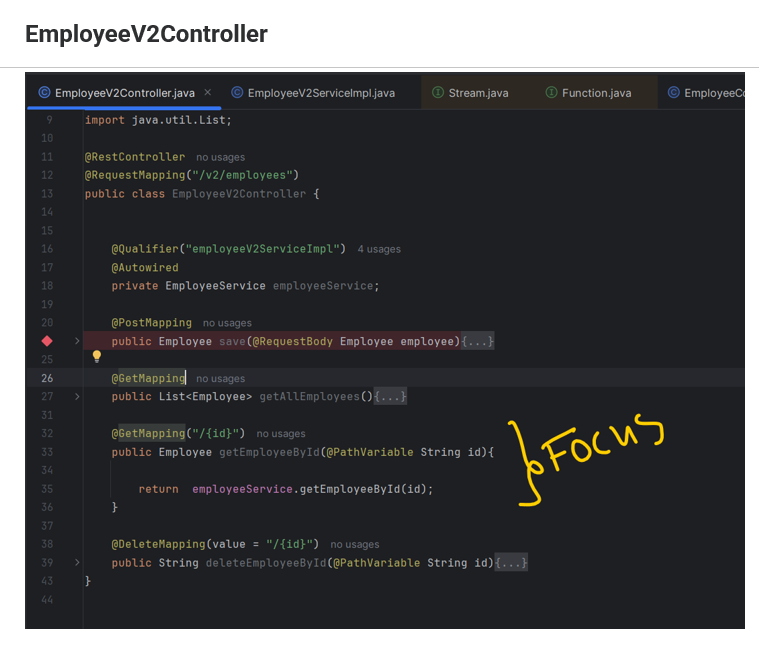 EmployeeV2Controller
EmployeeV2Controller.java × EmployeeV2ServiceImpl.java Stream.java Function.java EmployeeCo
9 import java.util.List;
10
11 @RestController no usages
12 @RequestMapping("/v2/employees")
13 public class EmployeeV2Controller {
14
15
16 @Qualifier("employeeV2ServiceImpl") 4 usages
17 @Autowired
18 private EmployeeService employeeService;
19
20 @PostMapping no usages
public Employee save(@RequestBody Employee employee){...}
25
26 @GetMapping no usages
27 public List<Employee> getAllEmployees(){...}
31
32 @GetMapping("/{id}") no usages
33 public Employee getEmployeeById(@PathVariable String id){
34
35 return employeeService.getEmployeeById(id);
36 }
Focus
37
38 @DeleteMapping(value = "/{id}") no usages
39 public String deleteEmployeeById(@PathVariable String id){...}
43 }
44